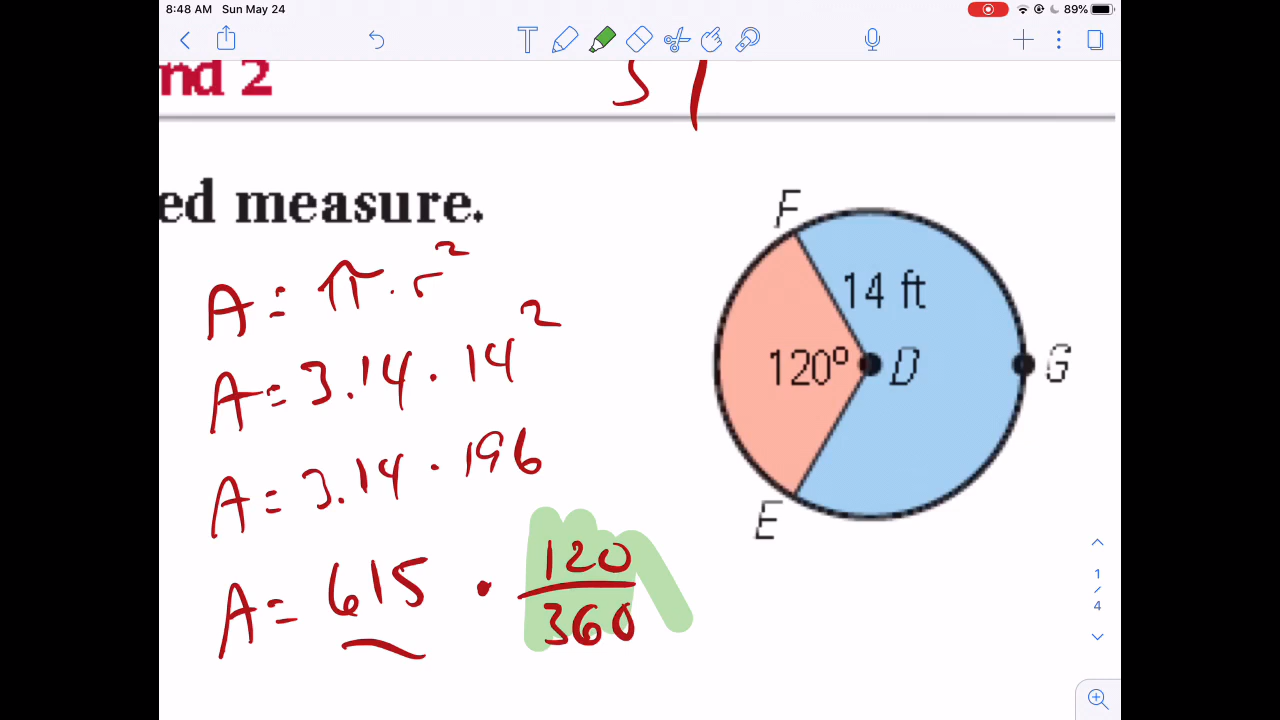 8:48 AM Sun May 24
89%
T
nd 2
ed measure.
A = π · r²
A = 3.14 · 14²
A = 3.14 · 196
A = 615 · 120/360
F
14 ft
120º
D
G
E
1
/
4